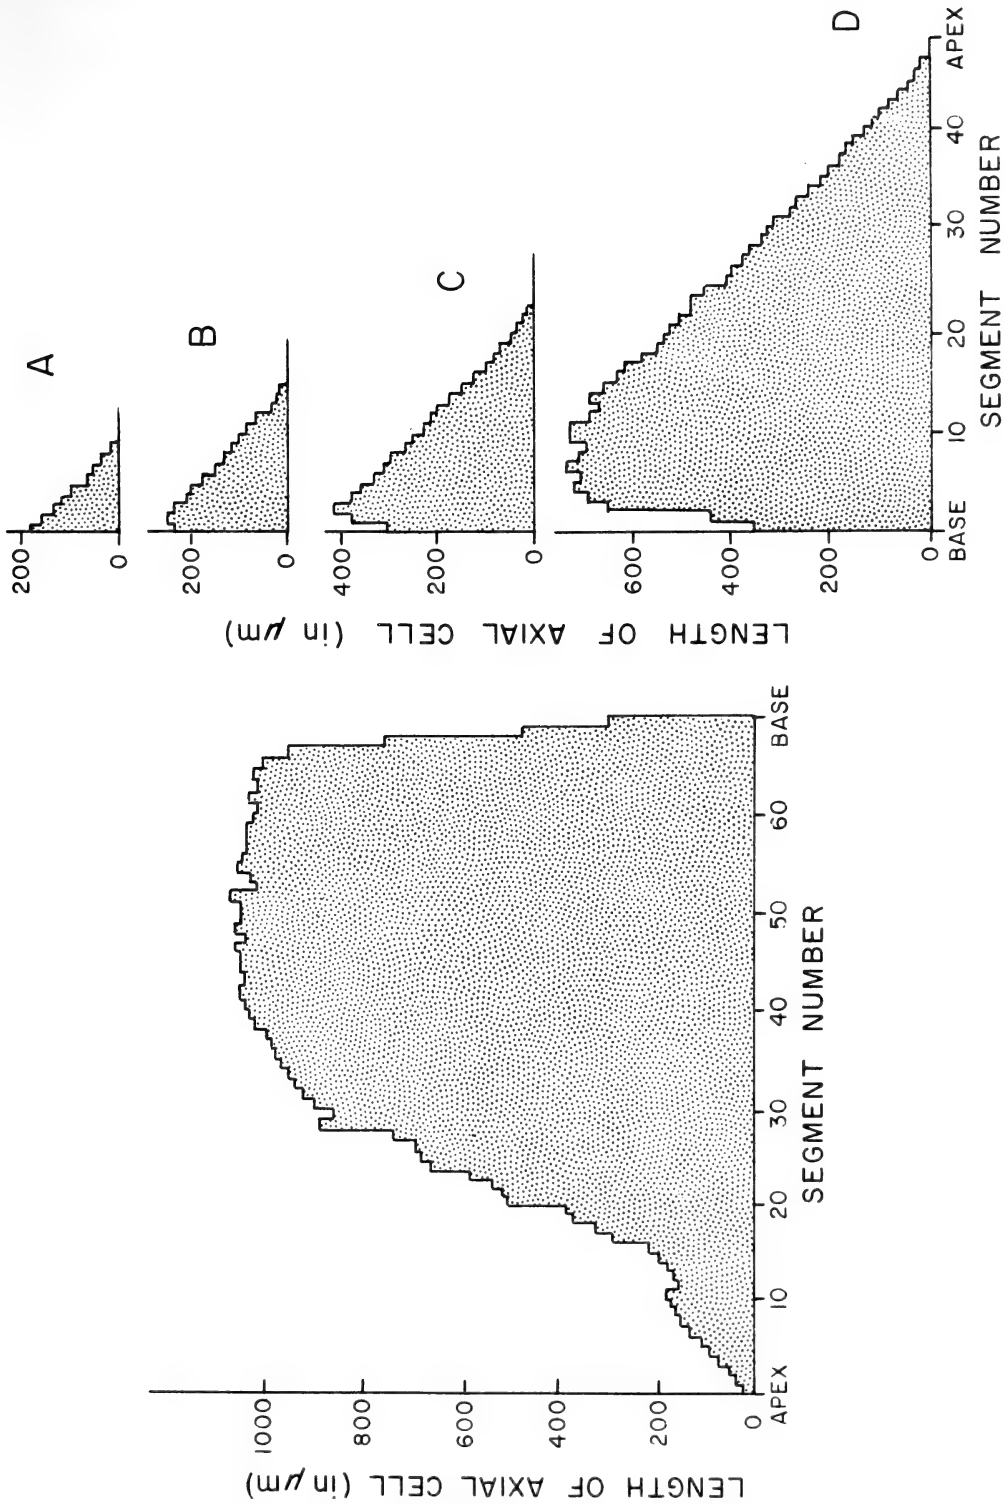 A
200
0
B
200
0
C
400
200
0
D
600
400
200
0
BASE
10
20
30
40
APEX
SEGMENT NUMBER
LENGTH OF AXIAL CELL (in μm)
1000
800
600
400
200
0
APEX
10
20
30
40
50
60
BASE
SEGMENT NUMBER
LENGTH OF AXIAL CELL (in μm)